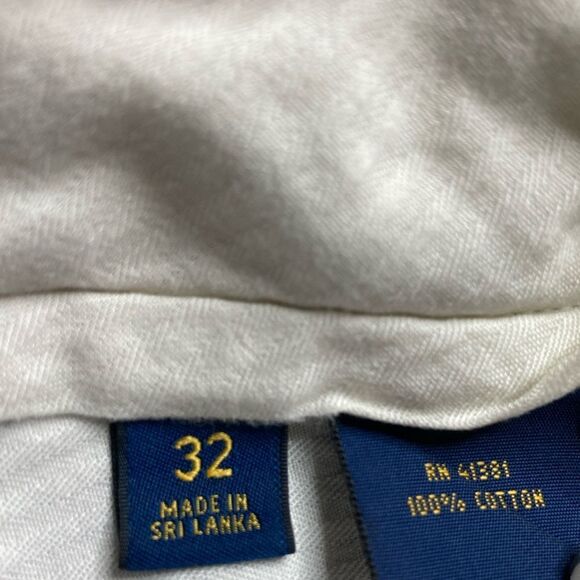 32
MADE IN
SRI LANKA
RN 41381
100% COTTON